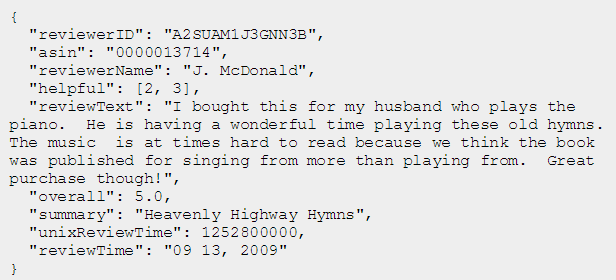 {
  "reviewerID": "A2SUAM1J3GNN3B",
  "asin": "0000013714",
  "reviewerName": "J. McDonald",
  "helpful": [2, 3],
  "reviewText": "I bought this for my husband who plays the
piano.  He is having a wonderful time playing these old hymns.
The music  is at times hard to read because we think the book
was published for singing from more than playing from.  Great
purchase though!",
  "overall": 5.0,
  "summary": "Heavenly Highway Hymns",
  "unixReviewTime": 1252800000,
  "reviewTime": "09 13, 2009"
}